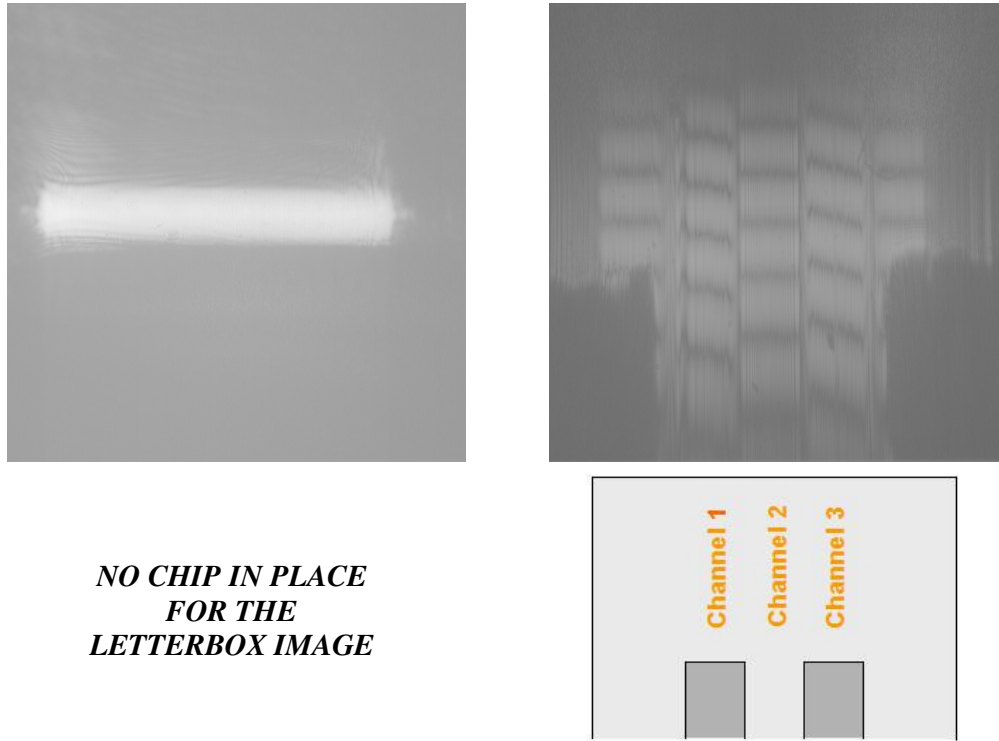 NO CHIP IN PLACE
FOR THE
LETTERBOX IMAGE
Channel 1
Channel 2
Channel 3